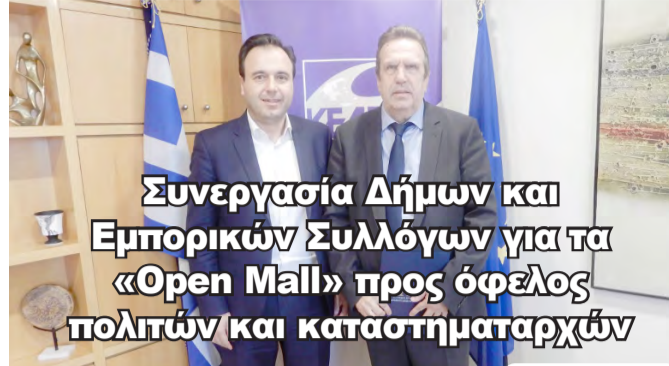 Συνεργασία Δήμων και
Εμπορικών Συλλόγων για τα
«Open Mall» προς όφελος
πολιτών και καταστηματαρχών